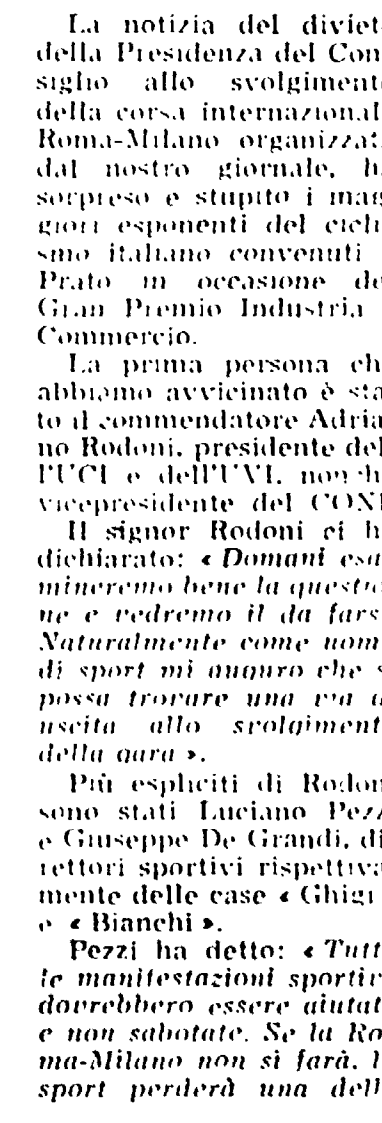 La notizia del diviet
della Presidenza del Con
siglio allo svolgiment
della corsa internazional
Roma-Milano organizzat
dal nostro giornale, h
sorpreso e stupito i mag
giori esponenti del cicli
smo italiano convenuti
Prato in occasione de
Gran Premio Industria
Commercio.
La prima persona ch
abbiamo avvicinato è sta
to il commendatore Adria
no Rodoni, presidente del
l'UCI e dell'UVI, nonch
vicepresidente del CONI
Il signor Rodoni ci h
dichiarato: « Domani esa
mineremo bene la questio
ne e vedremo il da fars
Naturalmente come uom
di sport mi auguro che s
possa trovare una via d
uscita allo svolgiment
della gara ».
Più espliciti di Rodon
sono stati Luciano Pezz
e Giuseppe De Grandi, di
rettori sportivi rispettiva
mente delle case « Ghigi
e « Bianchi ».
Pezzi ha detto: « Tutt
le manifestazioni sportiv
dovrebbero essere aiutat
e non sabotate. Se la Ro
ma-Milano non si farà, l
sport perderà una dell